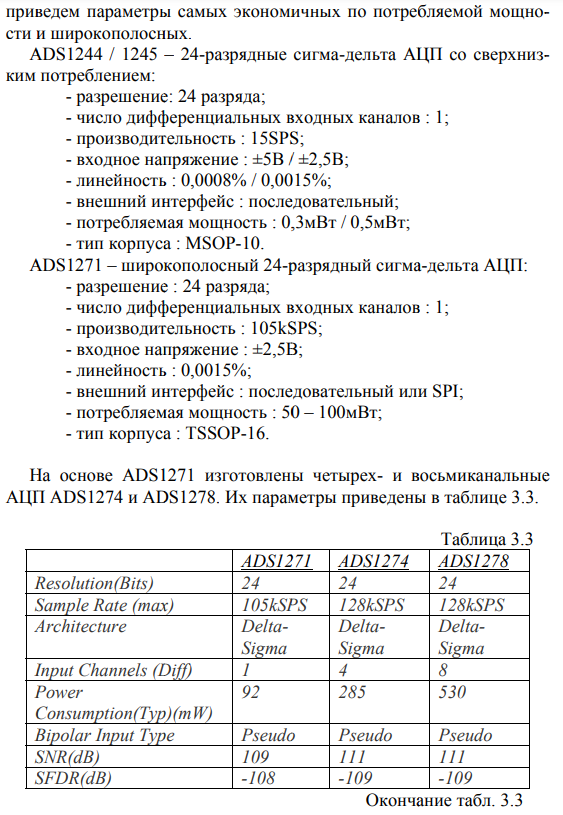 приведем параметры самых экономичных по потребляемой мощно-
сти и широкополосных.
ADS1244 / 1245 – 24-разрядные сигма-дельта АЦП со сверхниз-
ким потреблением:
- разрешение: 24 разряда;
- число дифференциальных входных каналов : 1;
- производительность : 15SPS;
- входное напряжение : ±5В / ±2,5В;
- линейность : 0,0008% / 0,0015%;
- внешний интерфейс : последовательный;
- потребляемая мощность : 0,3мВт / 0,5мВт;
- тип корпуса : MSOP-10.
ADS1271 – широкополосный 24-разрядный сигма-дельта АЦП:
- разрешение : 24 разряда;
- число дифференциальных входных каналов : 1;
- производительность : 105kSPS;
- входное напряжение : ±2,5В;
- линейность : 0,0015%;
- внешний интерфейс : последовательный или SPI;
- потребляемая мощность : 50 – 100мВт;
- тип корпуса : TSSOP-16.
На основе ADS1271 изготовлены четырех- и восьмиканальные
АЦП ADS1274 и ADS1278. Их параметры приведены в таблице 3.3.
Таблица 3.3
ADS1271 ADS1274 ADS1278
Resolution(Bits) 24 24 24
Sample Rate (max) 105kSPS 128kSPS 128kSPS
Architecture Delta- Delta- Delta-
Sigma Sigma Sigma
Input Channels (Diff) 1 4 8
Power 92 285 530
Consumption(Typ)(mW)
Bipolar Input Type Pseudo Pseudo Pseudo
SNR(dB) 109 111 111
SFDR(dB) -108 -109 -109
Окончание табл. 3.3